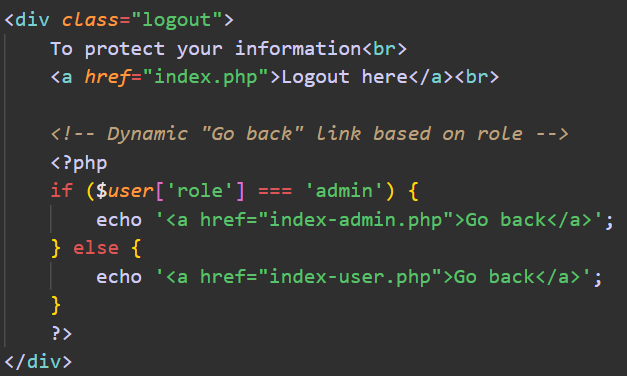 <div class="logout">
    To protect your information<br>
    <a href="index.php">Logout here</a><br>

    <!-- Dynamic "Go back" link based on role -->
    <?php
    if ($user['role'] === 'admin') {
        echo '<a href="index-admin.php">Go back</a>';
    } else {
        echo '<a href="index-user.php">Go back</a>';
    }
    ?>
</div>